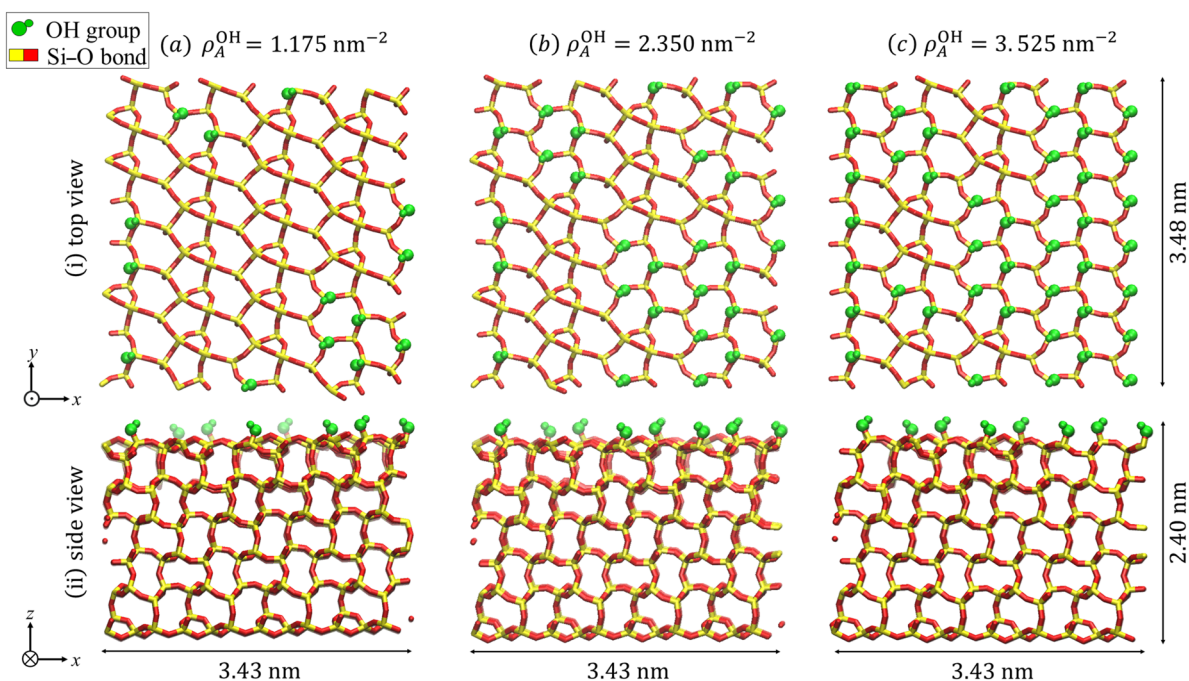 OH group
Si–O bond
(a) ρ_A^OH = 1.175 nm⁻²
(b) ρ_A^OH = 2.350 nm⁻²
(c) ρ_A^OH = 3.525 nm⁻²
(i) top view
3.48 nm
y
x
(ii) side view
2.40 nm
z
x
3.43 nm
3.43 nm
3.43 nm